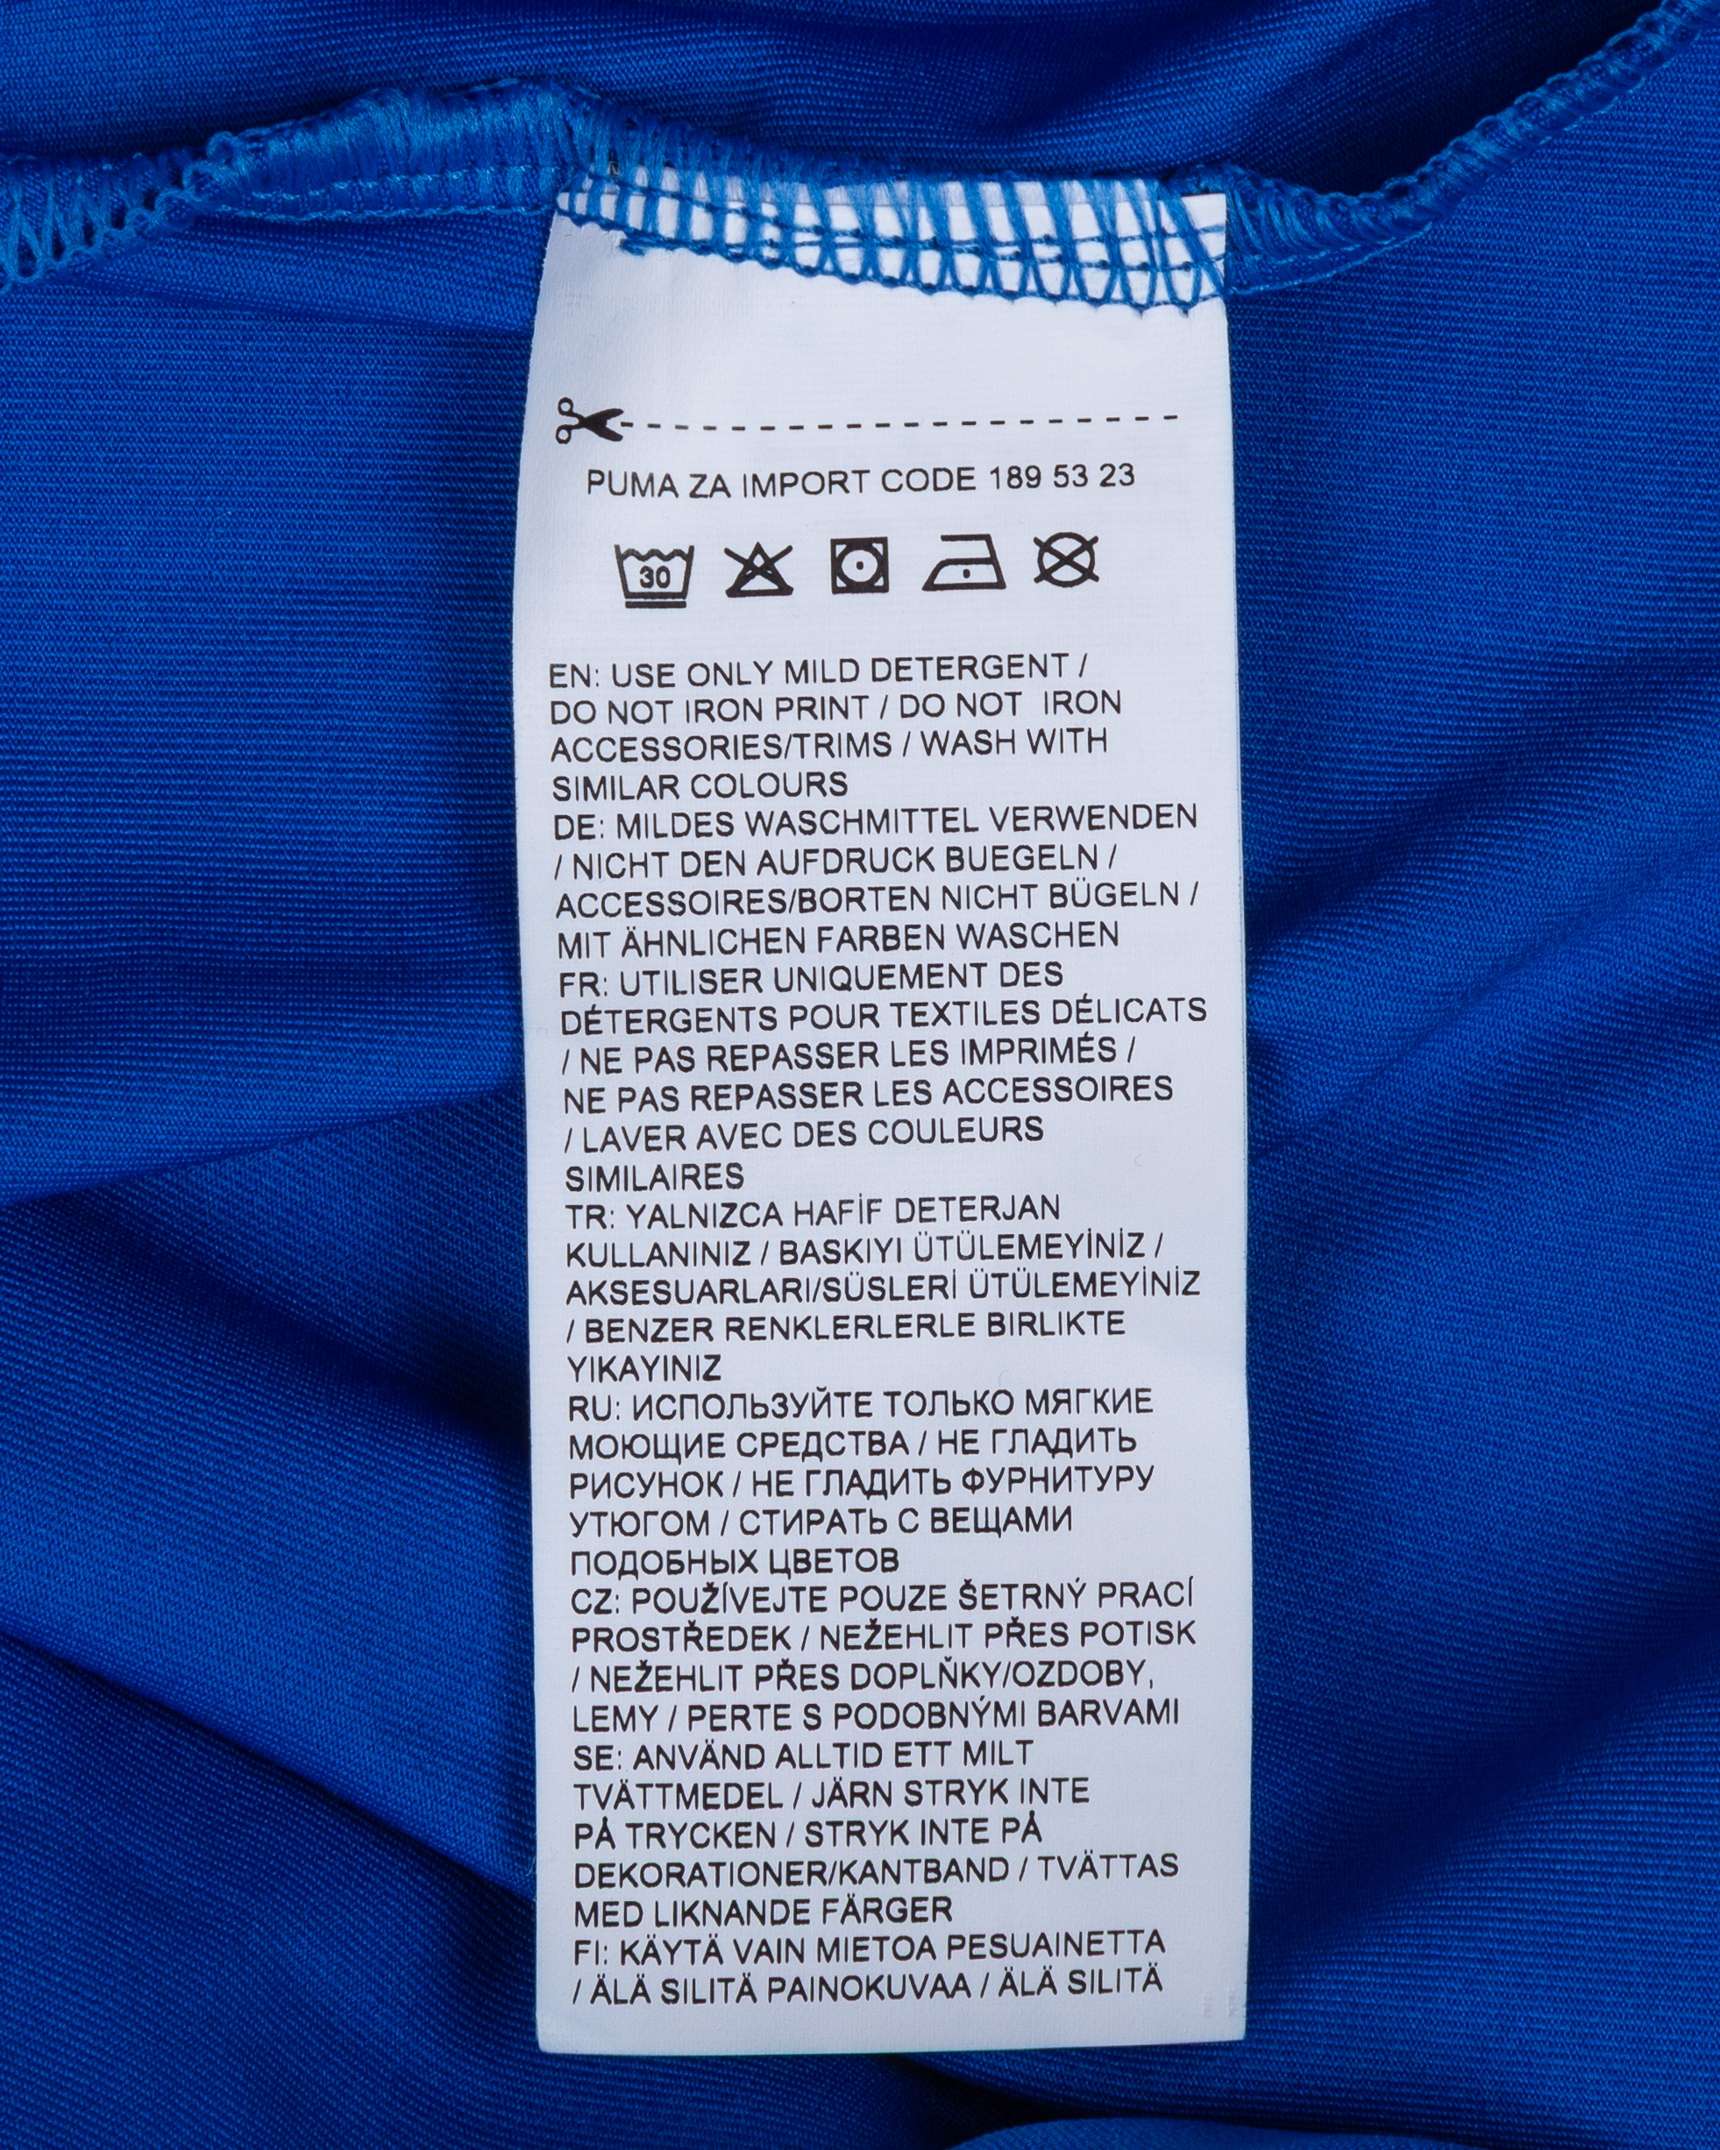 PUMA ZA IMPORT CODE 189 53 23
30
EN: USE ONLY MILD DETERGENT /
DO NOT IRON PRINT / DO NOT IRON
ACCESSORIES/TRIMS / WASH WITH
SIMILAR COLOURS
DE: MILDES WASCHMITTEL VERWENDEN
/ NICHT DEN AUFDRUCK BUEGELN /
ACCESSOIRES/BORTEN NICHT BÜGELN /
MIT ÄHNLICHEN FARBEN WASCHEN
FR: UTILISER UNIQUEMENT DES
DÉTERGENTS POUR TEXTILES DÉLICATS
/ NE PAS REPASSER LES IMPRIMÉS /
NE PAS REPASSER LES ACCESSOIRES
/ LAVER AVEC DES COULEURS
SIMILAIRES
TR: YALNIZCA HAFİF DETERJAN
KULLANINIZ / BASKIYI ÜTÜLEMEYİNİZ /
AKSESUARLARI/SÜSLERİ ÜTÜLEMEYİNİZ
/ BENZER RENKLERLERLE BIRLIKTE
YIKAYINIZ
RU: ИСПОЛЬЗУЙТЕ ТОЛЬКО МЯГКИЕ
МОЮЩИЕ СРЕДСТВА / НЕ ГЛАДИТЬ
РИСУНОК / НЕ ГЛАДИТЬ ФУРНИТУРУ
УТЮГОМ / СТИРАТЬ С ВЕЩАМИ
ПОДОБНЫХ ЦВЕТОВ
CZ: POUŽÍVEJTE POUZE ŠETRNÝ PRACÍ
PROSTŘEDEK / NEŽEHLIT PŘES POTISK
/ NEŽEHLIT PŘES DOPLŇKY/OZDOBY,
LEMY / PERTE S PODOBNÝMI BARVAMI
SE: ANVÄND ALLTID ETT MILT
TVÄTTMEDEL / JÄRN STRYK INTE
PÅ TRYCKEN / STRYK INTE PÅ
DEKORATIONER/KANTBAND / TVÄTTAS
MED LIKNANDE FÄRGER
FI: KÄYTÄ VAIN MIETOA PESUAINETTA
/ ÄLÄ SILITÄ PAINOKUVAA / ÄLÄ SILITÄ